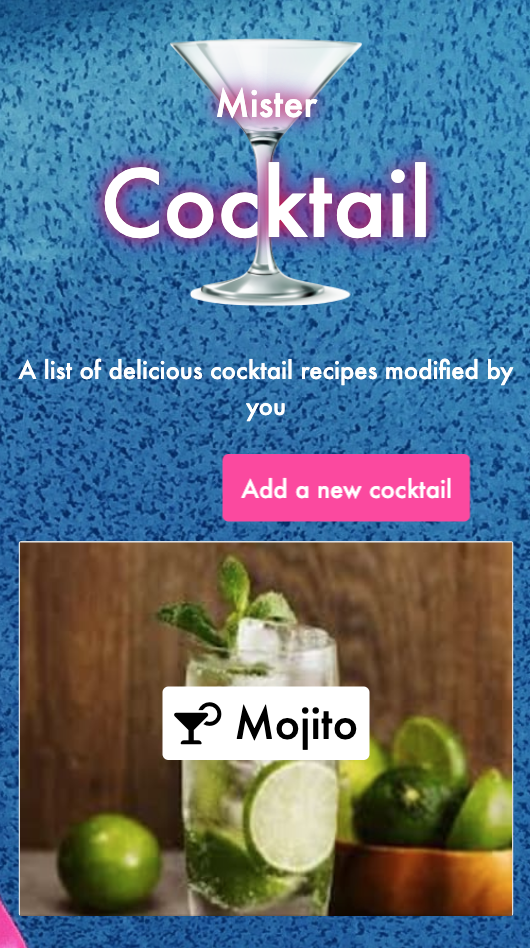 Mister
Cocktail
A list of delicious cocktail recipes modified by
you
Add a new cocktail
Mojito